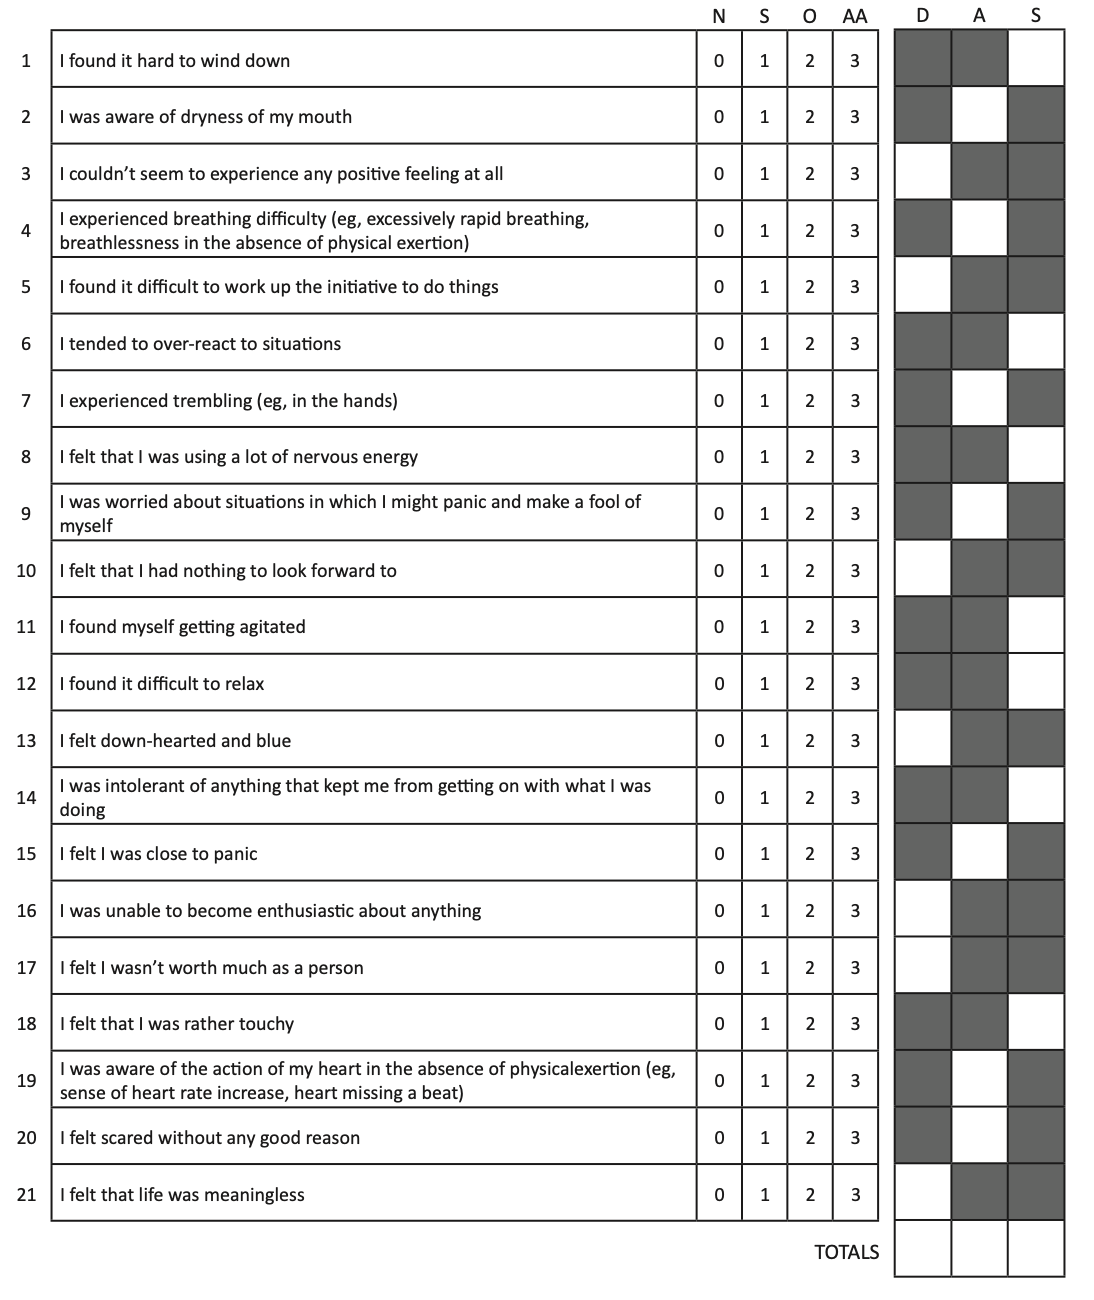 N S O AA D A S
1 I found it hard to wind down 0 1 2 3
2 I was aware of dryness of my mouth 0 1 2 3
3 I couldn’t seem to experience any positive feeling at all 0 1 2 3
4 I experienced breathing difficulty (eg, excessively rapid breathing,
breathlessness in the absence of physical exertion) 0 1 2 3
5 I found it difficult to work up the initiative to do things 0 1 2 3
6 I tended to over-react to situations 0 1 2 3
7 I experienced trembling (eg, in the hands) 0 1 2 3
8 I felt that I was using a lot of nervous energy 0 1 2 3
9 I was worried about situations in which I might panic and make a fool of
myself 0 1 2 3
10 I felt that I had nothing to look forward to 0 1 2 3
11 I found myself getting agitated 0 1 2 3
12 I found it difficult to relax 0 1 2 3
13 I felt down-hearted and blue 0 1 2 3
14 I was intolerant of anything that kept me from getting on with what I was
doing 0 1 2 3
15 I felt I was close to panic 0 1 2 3
16 I was unable to become enthusiastic about anything 0 1 2 3
17 I felt I wasn’t worth much as a person 0 1 2 3
18 I felt that I was rather touchy 0 1 2 3
19 I was aware of the action of my heart in the absence of physicalexertion (eg,
sense of heart rate increase, heart missing a beat) 0 1 2 3
20 I felt scared without any good reason 0 1 2 3
21 I felt that life was meaningless 0 1 2 3
TOTALS